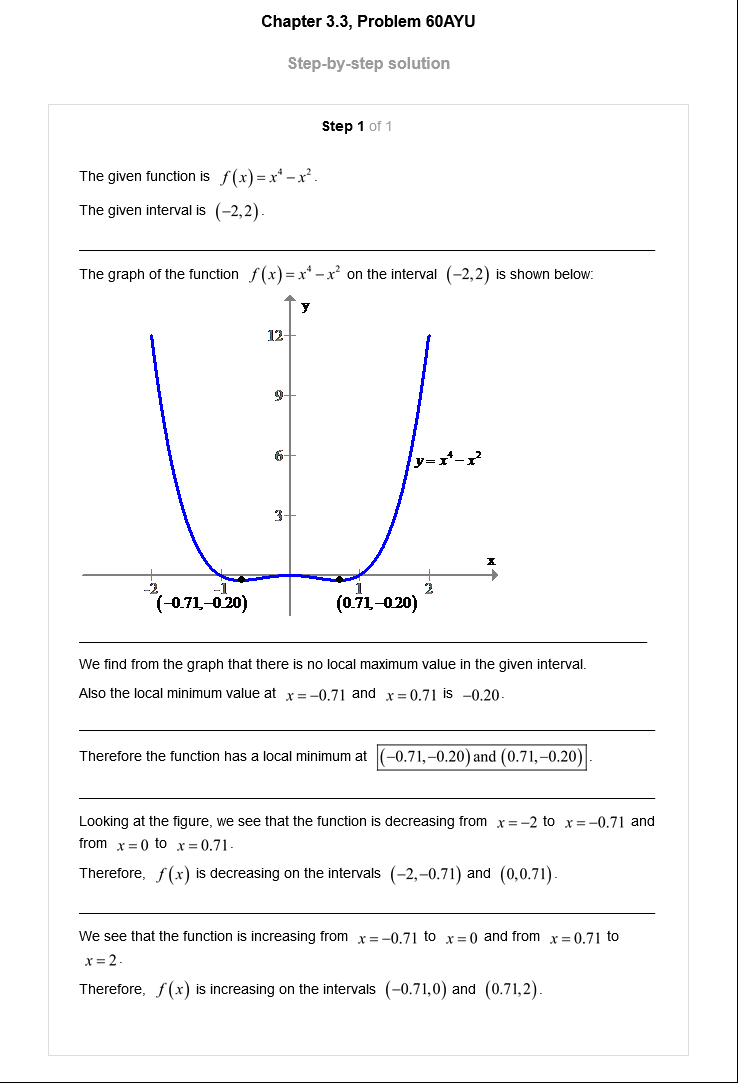 Chapter 3.3, Problem 60AYU
Step-by-step solution
Step 1 of 1
The given function is f(x) = x⁴ − x².
The given interval is (−2,2).
The graph of the function f(x) = x⁴ − x² on the interval (−2,2) is shown below:
y
12
9
6
y = x⁴ − x²
3
x
−2 −1 1 2
(−0.71,−0.20) (0.71,−0.20)
We find from the graph that there is no local maximum value in the given interval.
Also the local minimum value at x = −0.71 and x = 0.71 is −0.20.
Therefore the function has a local minimum at (−0.71,−0.20) and (0.71,−0.20).
Looking at the figure, we see that the function is decreasing from x = −2 to x = −0.71 and
from x = 0 to x = 0.71.
Therefore, f(x) is decreasing on the intervals (−2,−0.71) and (0,0.71).
We see that the function is increasing from x = −0.71 to x = 0 and from x = 0.71 to
x = 2.
Therefore, f(x) is increasing on the intervals (−0.71,0) and (0.71,2).